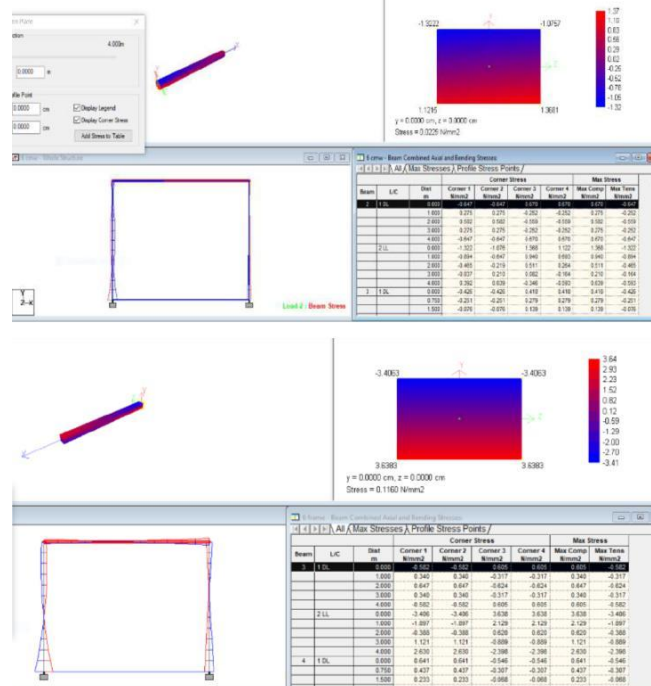 am Plane
ction
4.000m
0.0000 m
ofile Point
0.0000 cm
0.0000 cm
Display Legend
Display Corner Stress
Add Stress to Table
-1.3222 -1.0757
1.1215 1.3681
y = 0.0000 cm, z = 3.0000 cm
Stress = 0.0229 N/mm2
1.37
1.10
0.83
0.56
0.29
0.02
-0.25
-0.52
-0.78
-1.05
-1.32
Whole Structure
Y
Z-X
Load 2 : Beam Stress
Beam Combined Axial and Bending Stresses
All Max Stresses Profile Stress Points
Corner Stress Max Stress
Beam L/C Dist m Corner 1 N/mm2 Corner 2 N/mm2 Corner 3 N/mm2 Corner 4 N/mm2 Max Comp N/mm2 Max Tens N/mm2
2 1 DL 0.000 -0.647 -0.647 0.670 0.670 0.670 -0.647
1.000 0.275 0.275 -0.252 -0.252 0.275 -0.252
2.000 0.582 0.582 -0.559 -0.559 0.582 -0.559
3.000 0.275 0.275 -0.252 -0.252 0.275 -0.252
4.000 -0.647 -0.647 0.670 0.670 0.670 -0.647
2 LL 0.000 -1.322 -1.076 1.368 1.122 1.368 -1.322
1.000 -0.894 -0.647 0.940 0.693 0.940 -0.894
2.000 -0.465 -0.219 0.511 0.264 0.511 -0.465
3.000 -0.037 0.210 0.082 -0.164 0.210 -0.164
4.000 0.392 0.639 -0.346 -0.593 0.639 -0.593
3 1 DL 0.000 -0.426 -0.426 0.418 0.418 0.418 -0.426
0.750 -0.251 -0.251 0.279 0.279 0.279 -0.251
1.500 -0.076 -0.076 0.139 0.139 0.139 -0.076
-3.4063 -3.4063
3.6383 3.6383
y = 0.0000 cm, z = 0.0000 cm
Stress = 0.1160 N/mm2
3.64
2.93
2.23
1.52
0.82
0.12
-0.59
-1.29
-2.00
-2.70
-3.41
Beam Combined Axial and Bending Stresses
All Max Stresses Profile Stress Points
Corner Stress Max Stress
Beam L/C Dist m Corner 1 N/mm2 Corner 2 N/mm2 Corner 3 N/mm2 Corner 4 N/mm2 Max Comp N/mm2 Max Tens N/mm2
3 1 DL 0.000 -0.582 -0.582 0.605 0.605 0.605 -0.582
1.000 0.340 0.340 -0.317 -0.317 0.340 -0.317
2.000 0.647 0.647 -0.624 -0.624 0.647 -0.624
3.000 0.340 0.340 -0.317 -0.317 0.340 -0.317
4.000 -0.582 -0.582 0.605 0.605 0.605 -0.582
2 LL 0.000 -3.406 -3.406 3.638 3.638 3.638 -3.406
1.000 -1.897 -1.897 2.129 2.129 2.129 -1.897
2.000 -0.388 -0.388 0.620 0.620 0.620 -0.388
3.000 1.121 1.121 -0.889 -0.889 1.121 -0.889
4.000 2.630 2.630 -2.398 -2.398 2.630 -2.398
4 1 DL 0.000 0.641 0.641 -0.546 -0.546 0.641 -0.546
0.750 0.437 0.437 -0.307 -0.307 0.437 -0.307
1.500 0.233 0.233 -0.068 -0.068 0.233 -0.068